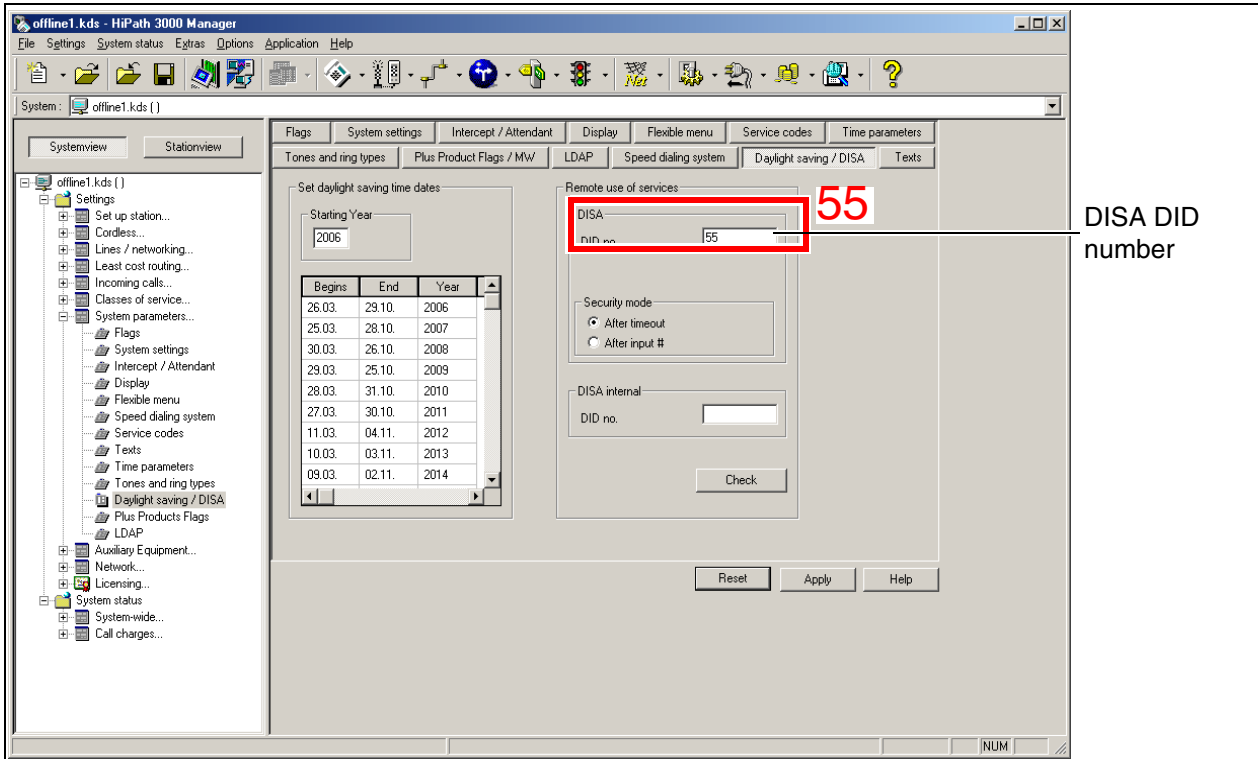 offline1.kds - HiPath 3000 Manager
File Settings System status Extras Options Application Help
Net
System : offline1.kds ( )
Systemview Stationview
offline1.kds ( )
Settings
Set up station...
Cordless...
Lines / networking...
Least cost routing...
Incoming calls...
Classes of service...
System parameters...
Flags
System settings
Intercept / Attendant
Display
Flexible menu
Speed dialing system
Service codes
Texts
Time parameters
Tones and ring types
Daylight saving / DISA
Plus Products Flags
LDAP
Auxiliary Equipment...
Network...
Licensing...
System status
System-wide...
Call charges...
Flags System settings Intercept / Attendant Display Flexible menu Service codes Time parameters
Tones and ring types Plus Product Flags / MW LDAP Speed dialing system Daylight saving / DISA Texts
Set daylight saving time dates
Starting Year
2006
Begins End Year
26.03. 29.10. 2006
25.03. 28.10. 2007
30.03. 26.10. 2008
29.03. 25.10. 2009
28.03. 31.10. 2010
27.03. 30.10. 2011
11.03. 04.11. 2012
10.03. 03.11. 2013
09.03. 02.11. 2014
Remote use of services
DISA
DID no. 55
55
DISA DID
number
Security mode
After timeout
After input #
DISA internal
DID no.
Check
Reset Apply Help
NUM